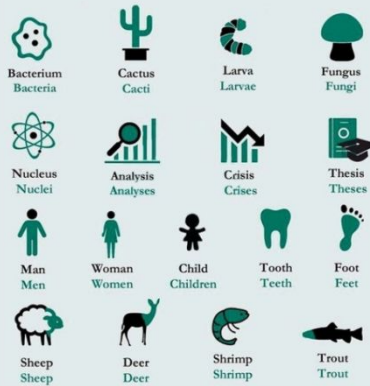 Bacterium
Bacteria
Cactus
Cacti
Larva
Larvae
Fungus
Fungi
Nucleus
Nuclei
Analysis
Analyses
Crisis
Crises
Thesis
Theses
Man
Men
Woman
Women
Child
Children
Tooth
Teeth
Foot
Feet
Sheep
Sheep
Deer
Deer
Shrimp
Shrimp
Trout
Trout